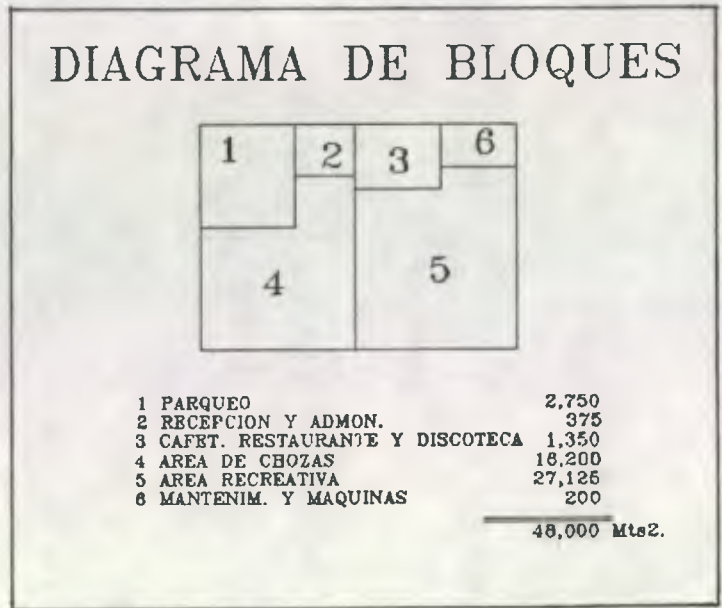 DIAGRAMA DE BLOQUES
1 2 3 6
4 5
1 PARQUEO 2,750
2 RECEPCION Y ADMON. 375
3 CAFET. RESTAURANTE Y DISCOTECA 1,350
4 AREA DE CHOZAS 16,200
5 AREA RECREATIVA 27,125
6 MANTENIM. Y MAQUINAS 200
48,000 Mts2.